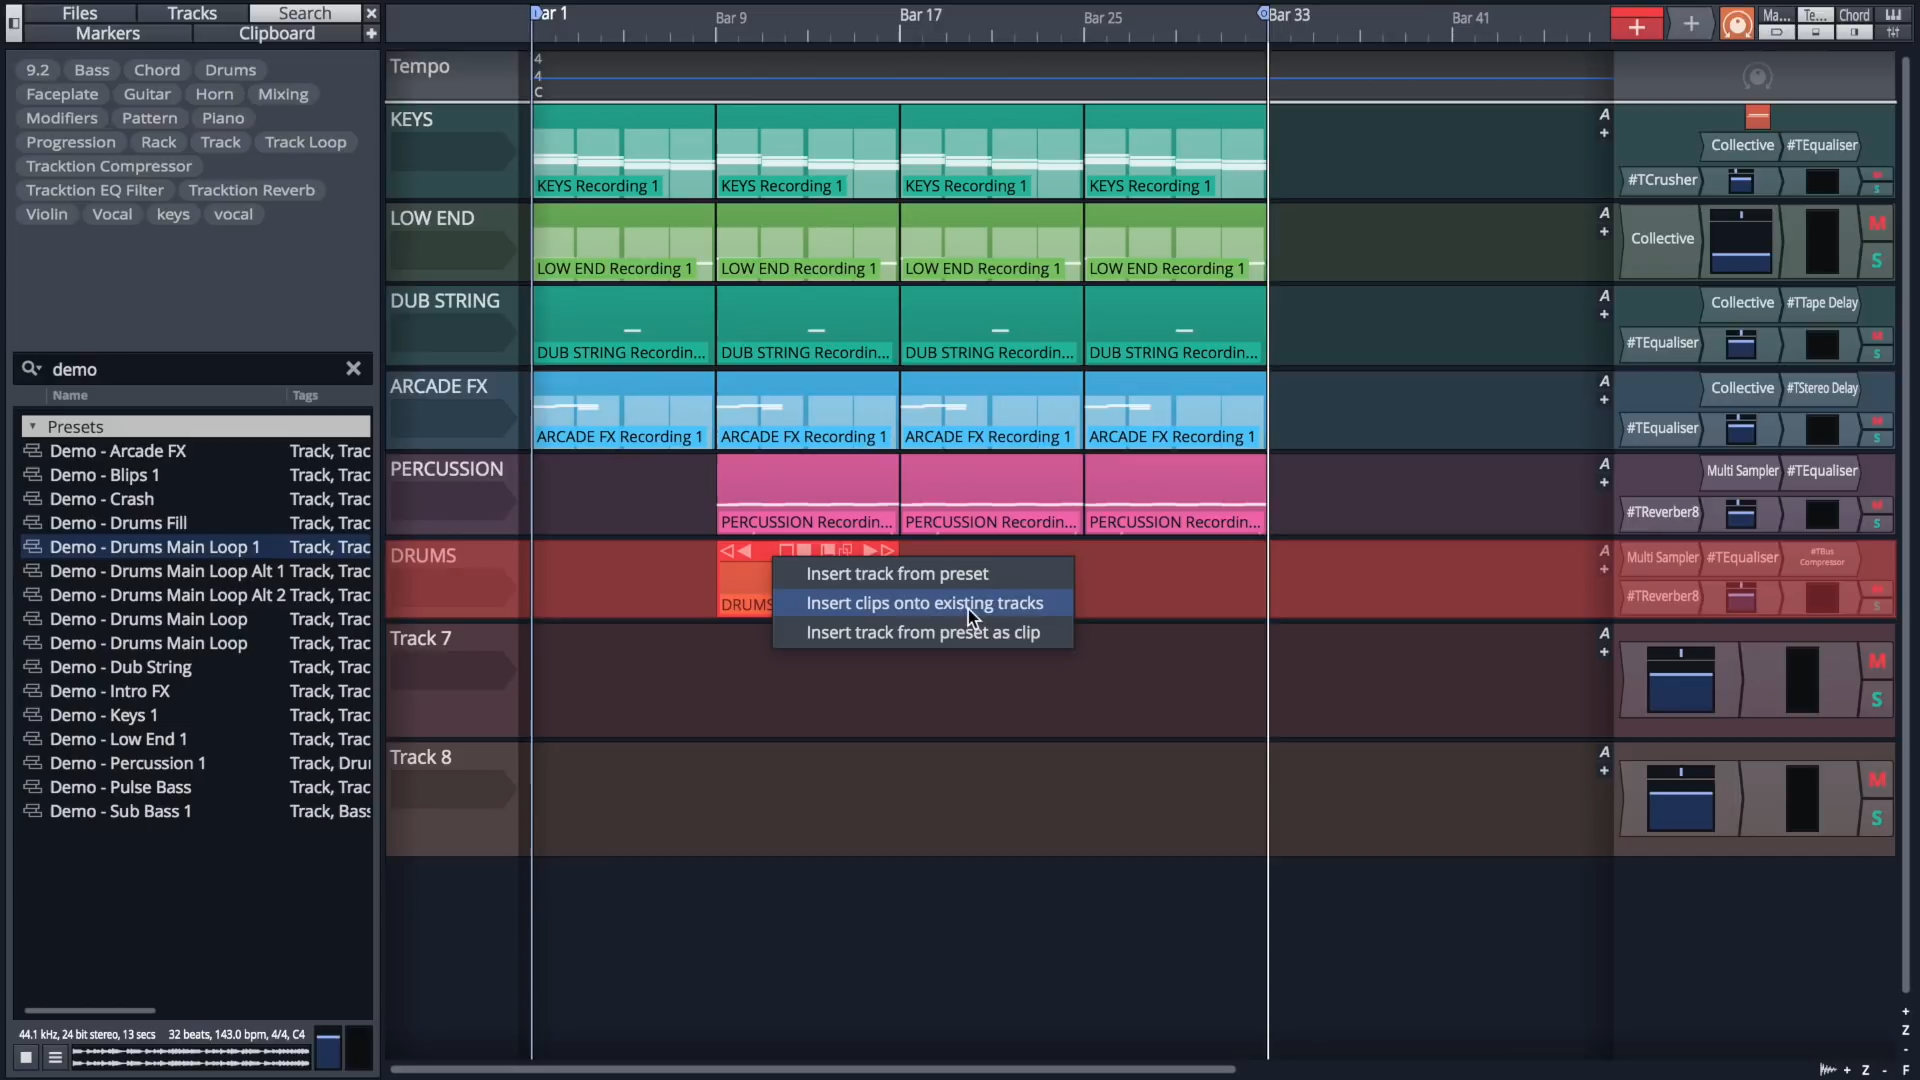 Files Tracks Search
Markers Clipboard
9.2 Bass Chord Drums
Faceplate Guitar Horn Mixing
Modifiers Pattern Piano
Progression Rack Track Track Loop
Tracktion Compressor
Tracktion EQ Filter Tracktion Reverb
Violin Vocal keys vocal
demo
Name Tags
Presets
Demo - Arcade FX Track, Trac
Demo - Blips 1 Track, Trac
Demo - Crash Track, Trac
Demo - Drums Fill Track, Trac
Demo - Drums Main Loop 1 Track, Trac
Demo - Drums Main Loop Alt 1 Track, Trac
Demo - Drums Main Loop Alt 2 Track, Trac
Demo - Drums Main Loop Track, Trac
Demo - Drums Main Loop Track, Trac
Demo - Dub String Track, Trac
Demo - Intro FX Track, Trac
Demo - Keys 1 Track, Trac
Demo - Low End 1 Track, Trac
Demo - Percussion 1 Track, Dru
Demo - Pulse Bass Track, Trac
Demo - Sub Bass 1 Track, Bass
44.1 kHz, 24 bit stereo, 13 secs 32 beats, 143.0 bpm, 4/4, C4
ar 1 Bar 9 Bar 17 Bar 25 Bar 33 Bar 41
Ma... Te... Chord
Tempo
4
4
C
KEYS
KEYS Recording 1 KEYS Recording 1 KEYS Recording 1 KEYS Recording 1
A
+
Collective #TEqualiser
#TCrusher M
S
LOW END
LOW END Recording 1 LOW END Recording 1 LOW END Recording 1 LOW END Recording 1
A
+
Collective M
S
DUB STRING
DUB STRING Recordin... DUB STRING Recordin... DUB STRING Recordin... DUB STRING Recordin...
A
+
Collective #TTape Delay
#TEqualiser M
S
ARCADE FX
ARCADE FX Recording 1 ARCADE FX Recording 1 ARCADE FX Recording 1 ARCADE FX Recording 1
A
+
Collective #TStereo Delay
#TEqualiser M
S
PERCUSSION
PERCUSSION Recordin... PERCUSSION Recordin... PERCUSSION Recordin...
A
+
Multi Sampler #TEqualiser
#TReverber8 M
S
DRUMS
DRUMS
Insert track from preset
Insert clips onto existing tracks
Insert track from preset as clip
A
+
Multi Sampler #TEqualiser #TBus Compressor
#TReverber8 M
S
Track 7
A
+
M
S
Track 8
A
+
M
S
+
Z
-
+ Z - F